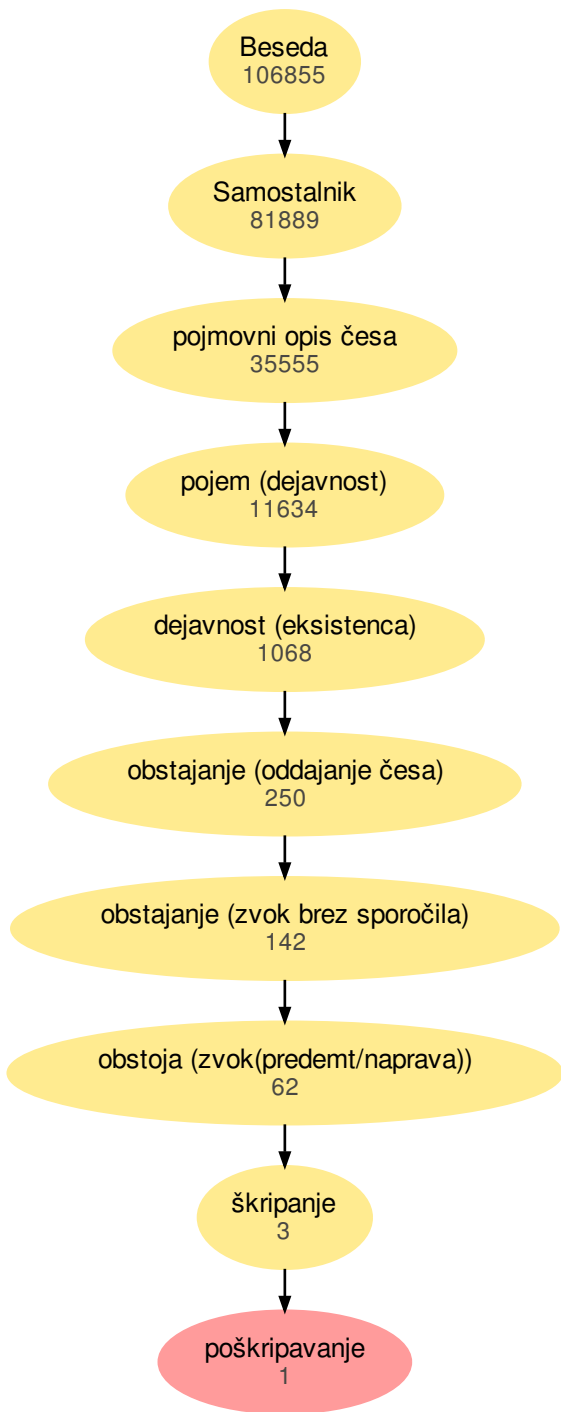 Beseda
106855
Samostalnik
81889
pojmovni opis česa
35555
pojem (dejavnost)
11634
dejavnost (eksistenca)
1068
obstajanje (oddajanje česa)
250
obstajanje (zvok brez sporočila)
142
obstoja (zvok(predemt/naprava))
62
škripanje
3
poškripavanje
1